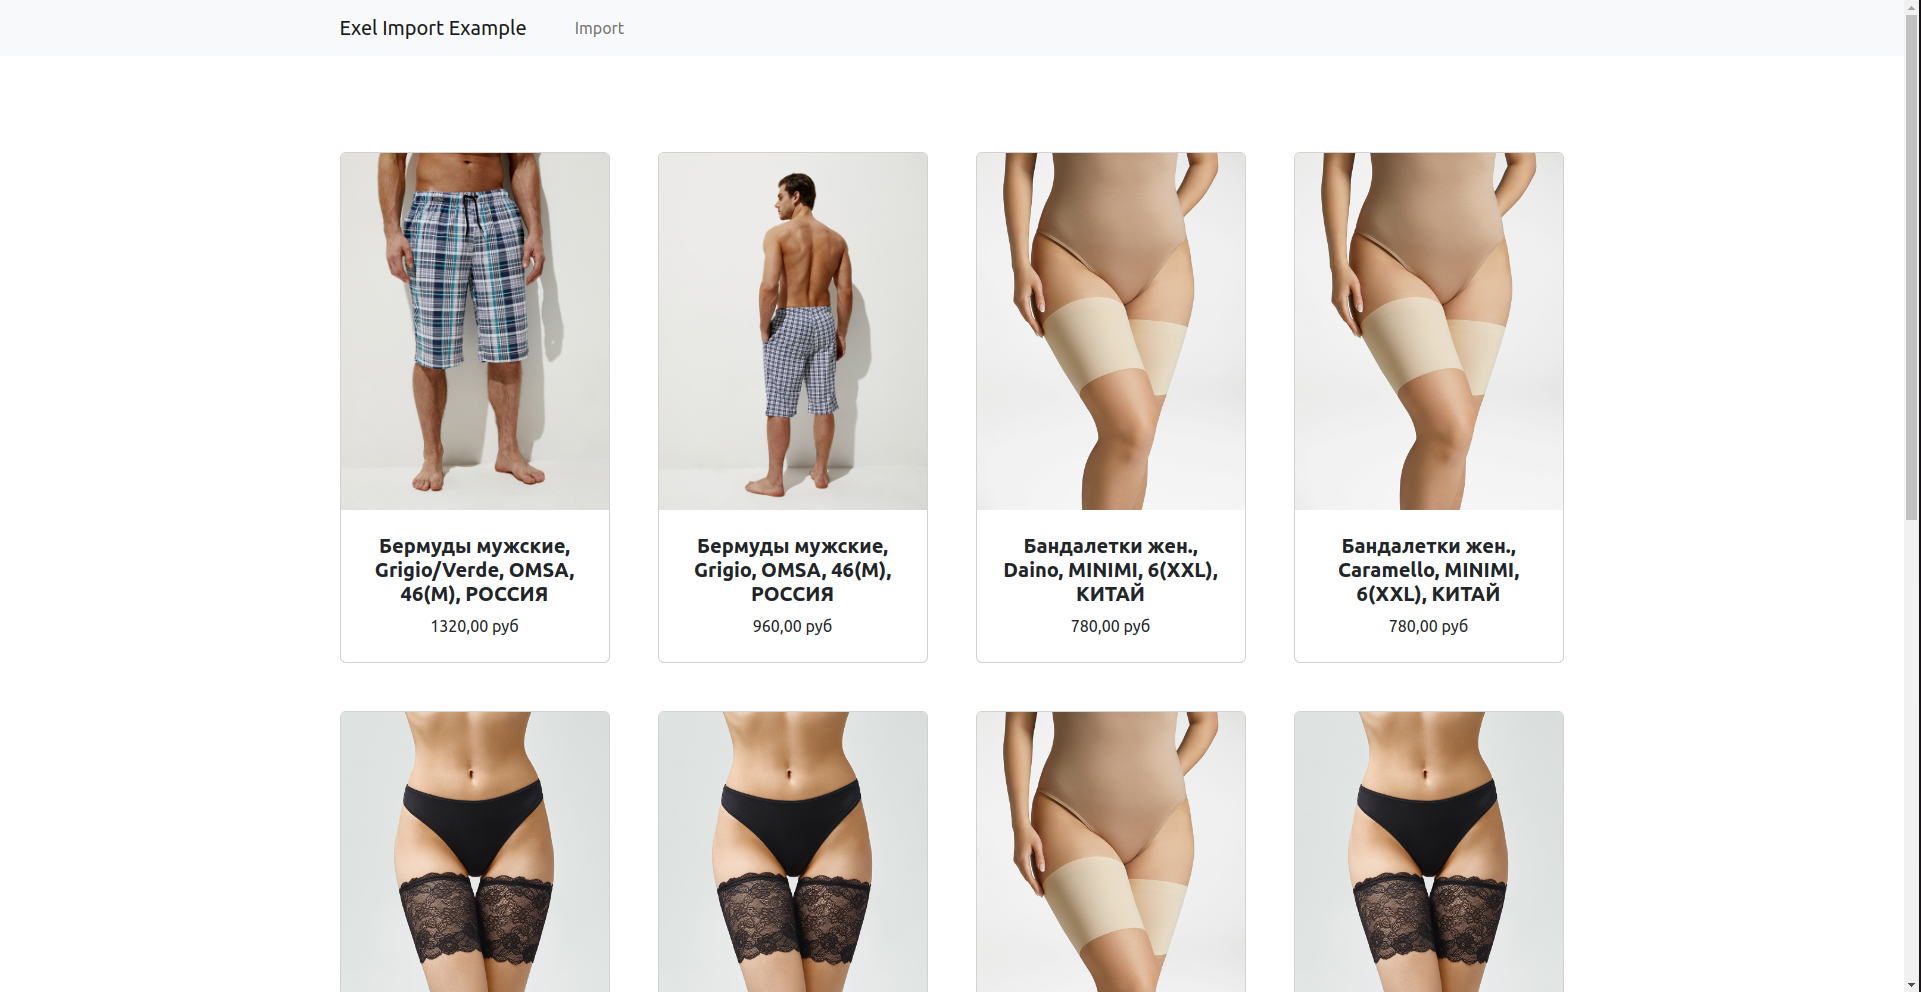 Exel Import Example
Import
Бермуды мужские,
Grigio/Verde, OMSA,
46(M), РОССИЯ
1320,00 руб
Бермуды мужские,
Grigio, OMSA, 46(M),
РОССИЯ
960,00 руб
Бандалетки жен.,
Daino, MINIMI, 6(XXL),
КИТАЙ
780,00 руб
Бандалетки жен.,
Caramello, MINIMI,
6(XXL), КИТАЙ
780,00 руб